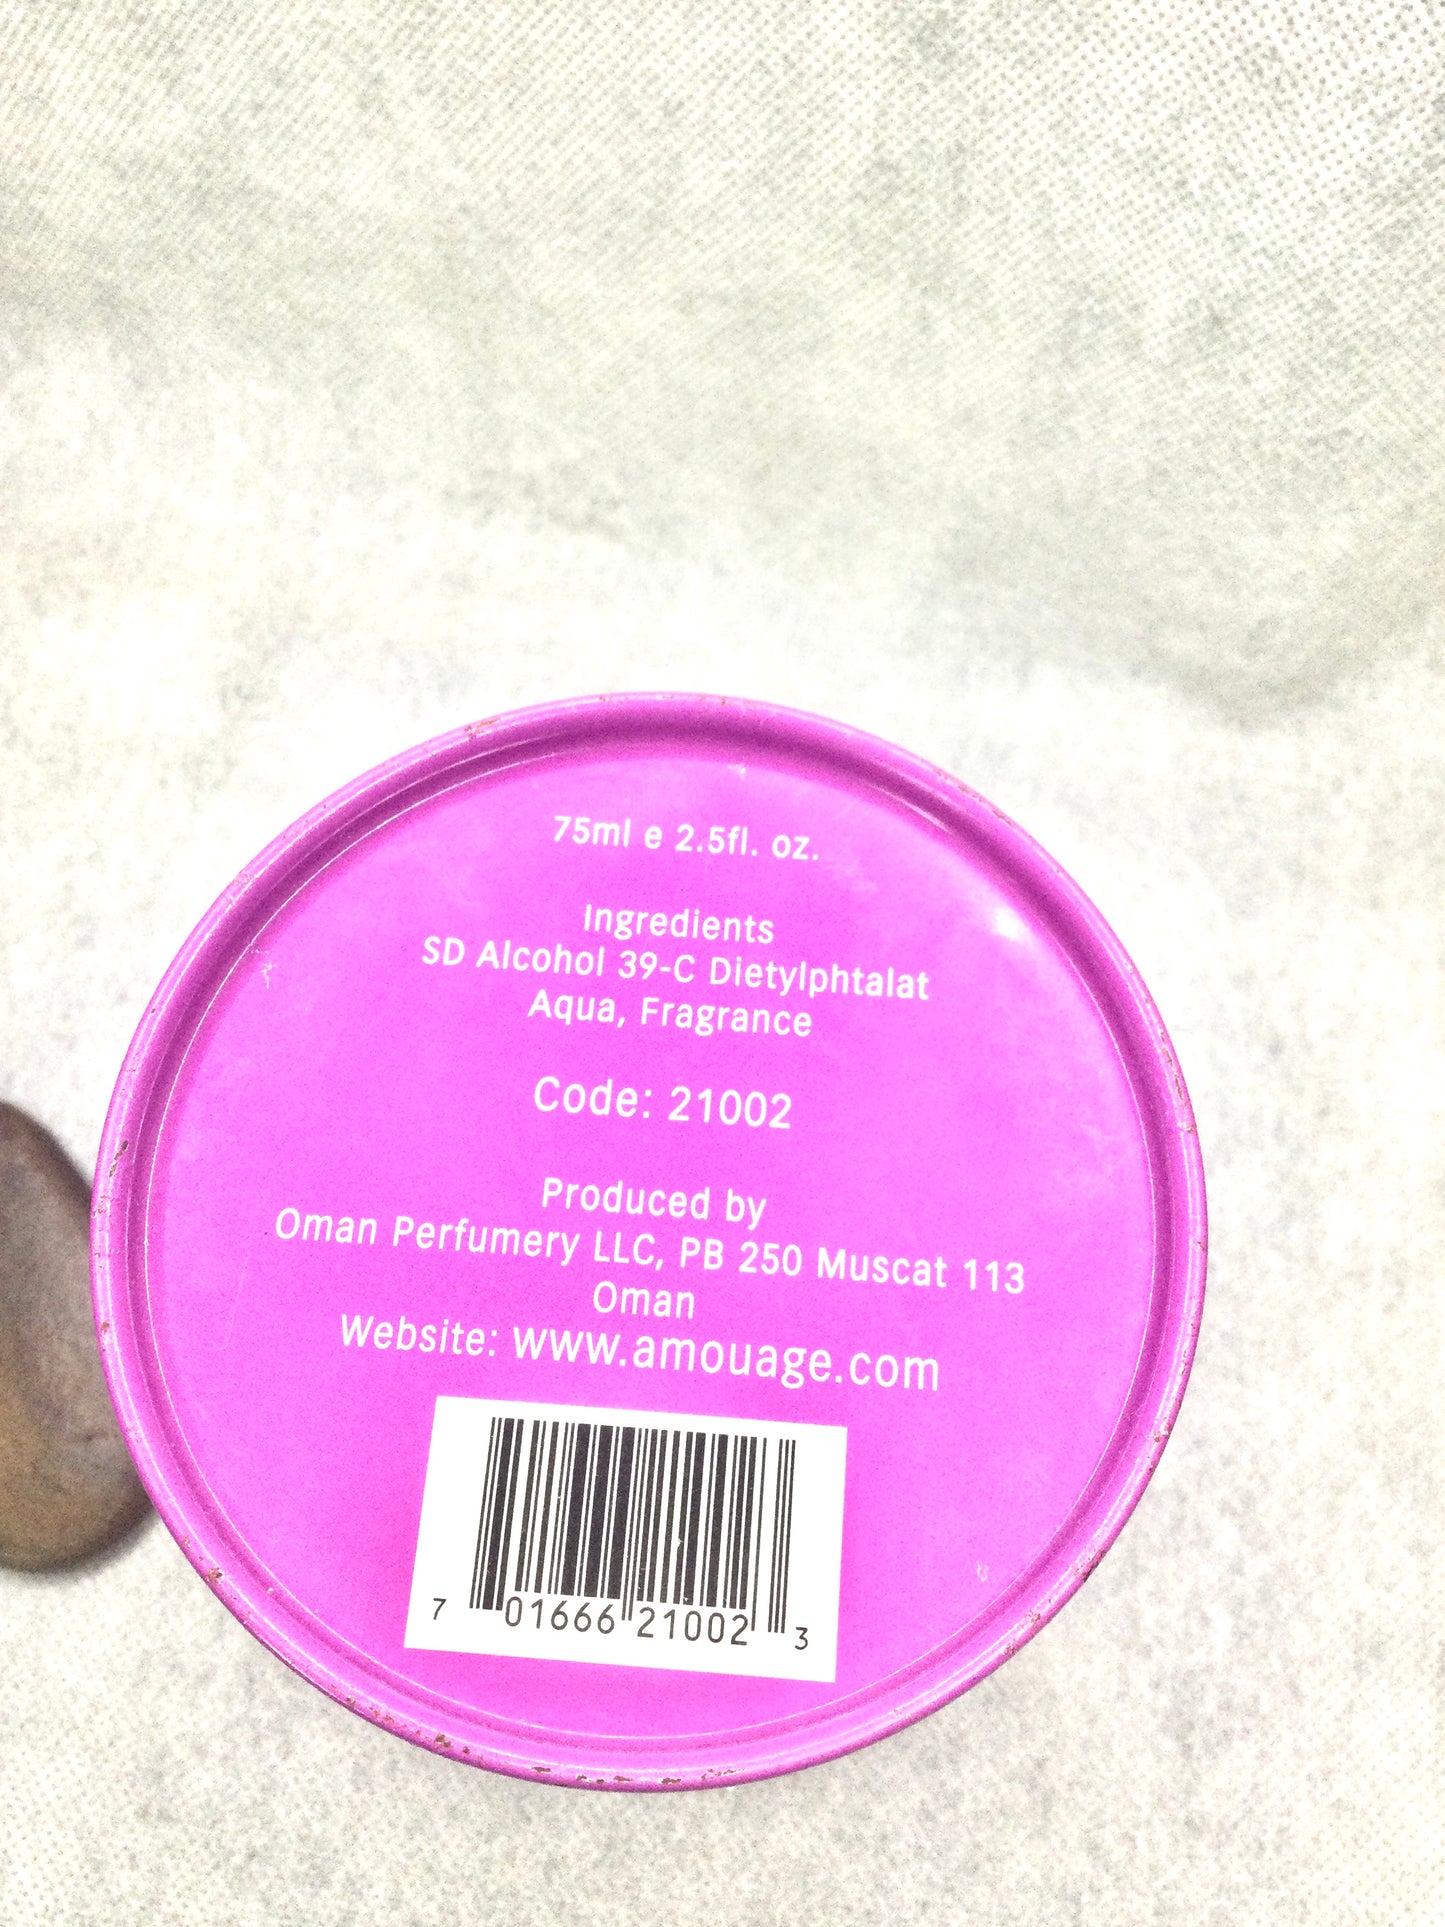 75ml e 2.5fl. oz.
Ingredients
SD Alcohol 39-C Dietylphtalat
Aqua, Fragrance
Code: 21002
Produced by
Oman Perfumery LLC, PB 250 Muscat 113
Oman
Website: www.amouage.com
7 01666 21002 3